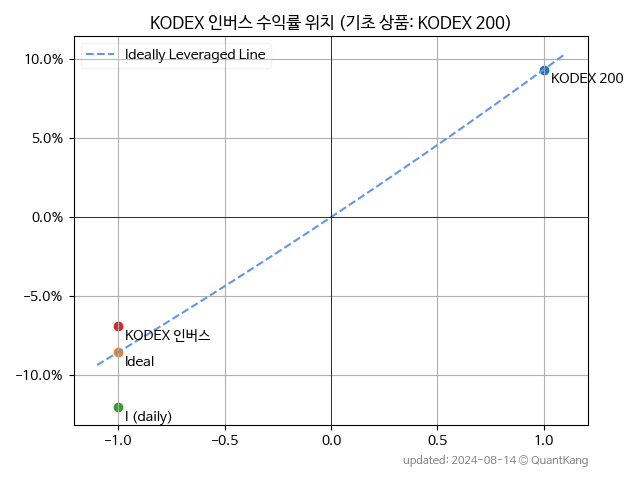 KODEX 인버스 수익률 위치 (기초 상품: KODEX 200)
Ideally Leveraged Line
10.0%
KODEX 200
5.0%
0.0%
−5.0%
KODEX 인버스
Ideal
−10.0%
I (daily)
−1.0 −0.5 0.0 0.5 1.0
updated: 2024-08-14 © QuantKang